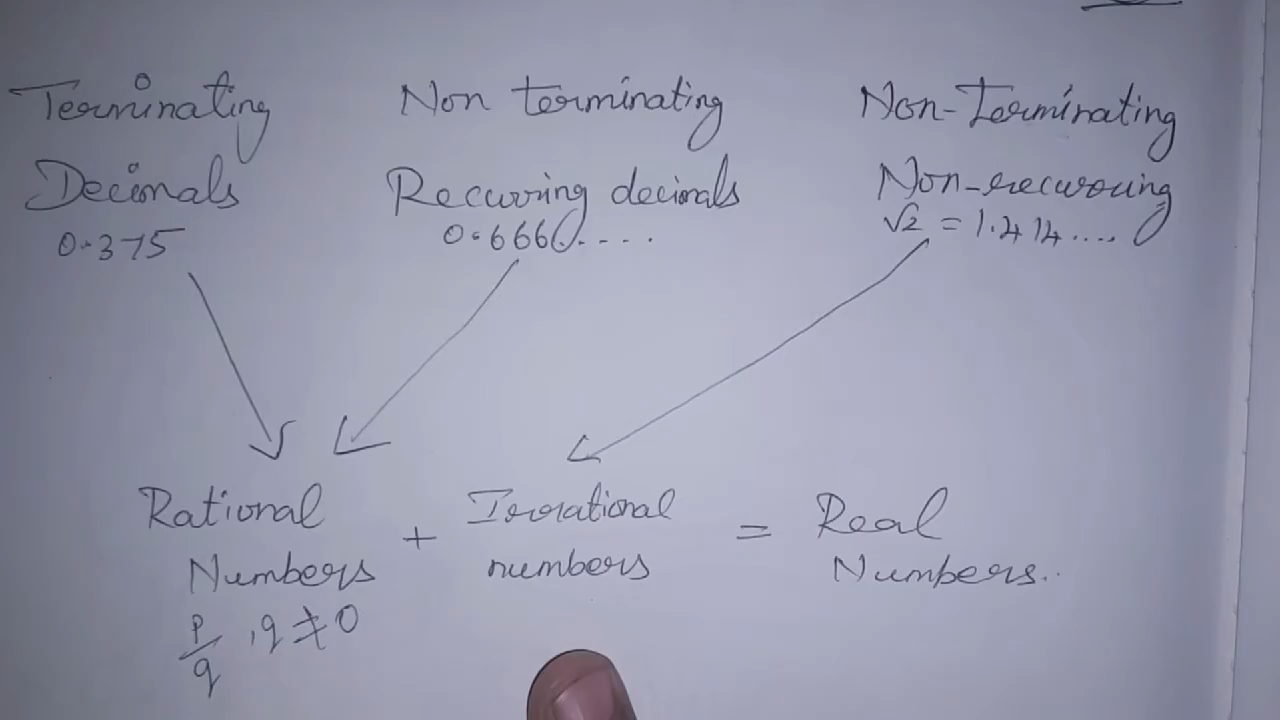 Terminating
Decimals
0.375
Non terminating
Recurring decimals
0.6660....
Non-Terminating
Non-recurring
√2 = 1.414....
Rational
Numbers
p/q , q ≠ 0
+
Irrational
numbers
=
Real
Numbers..